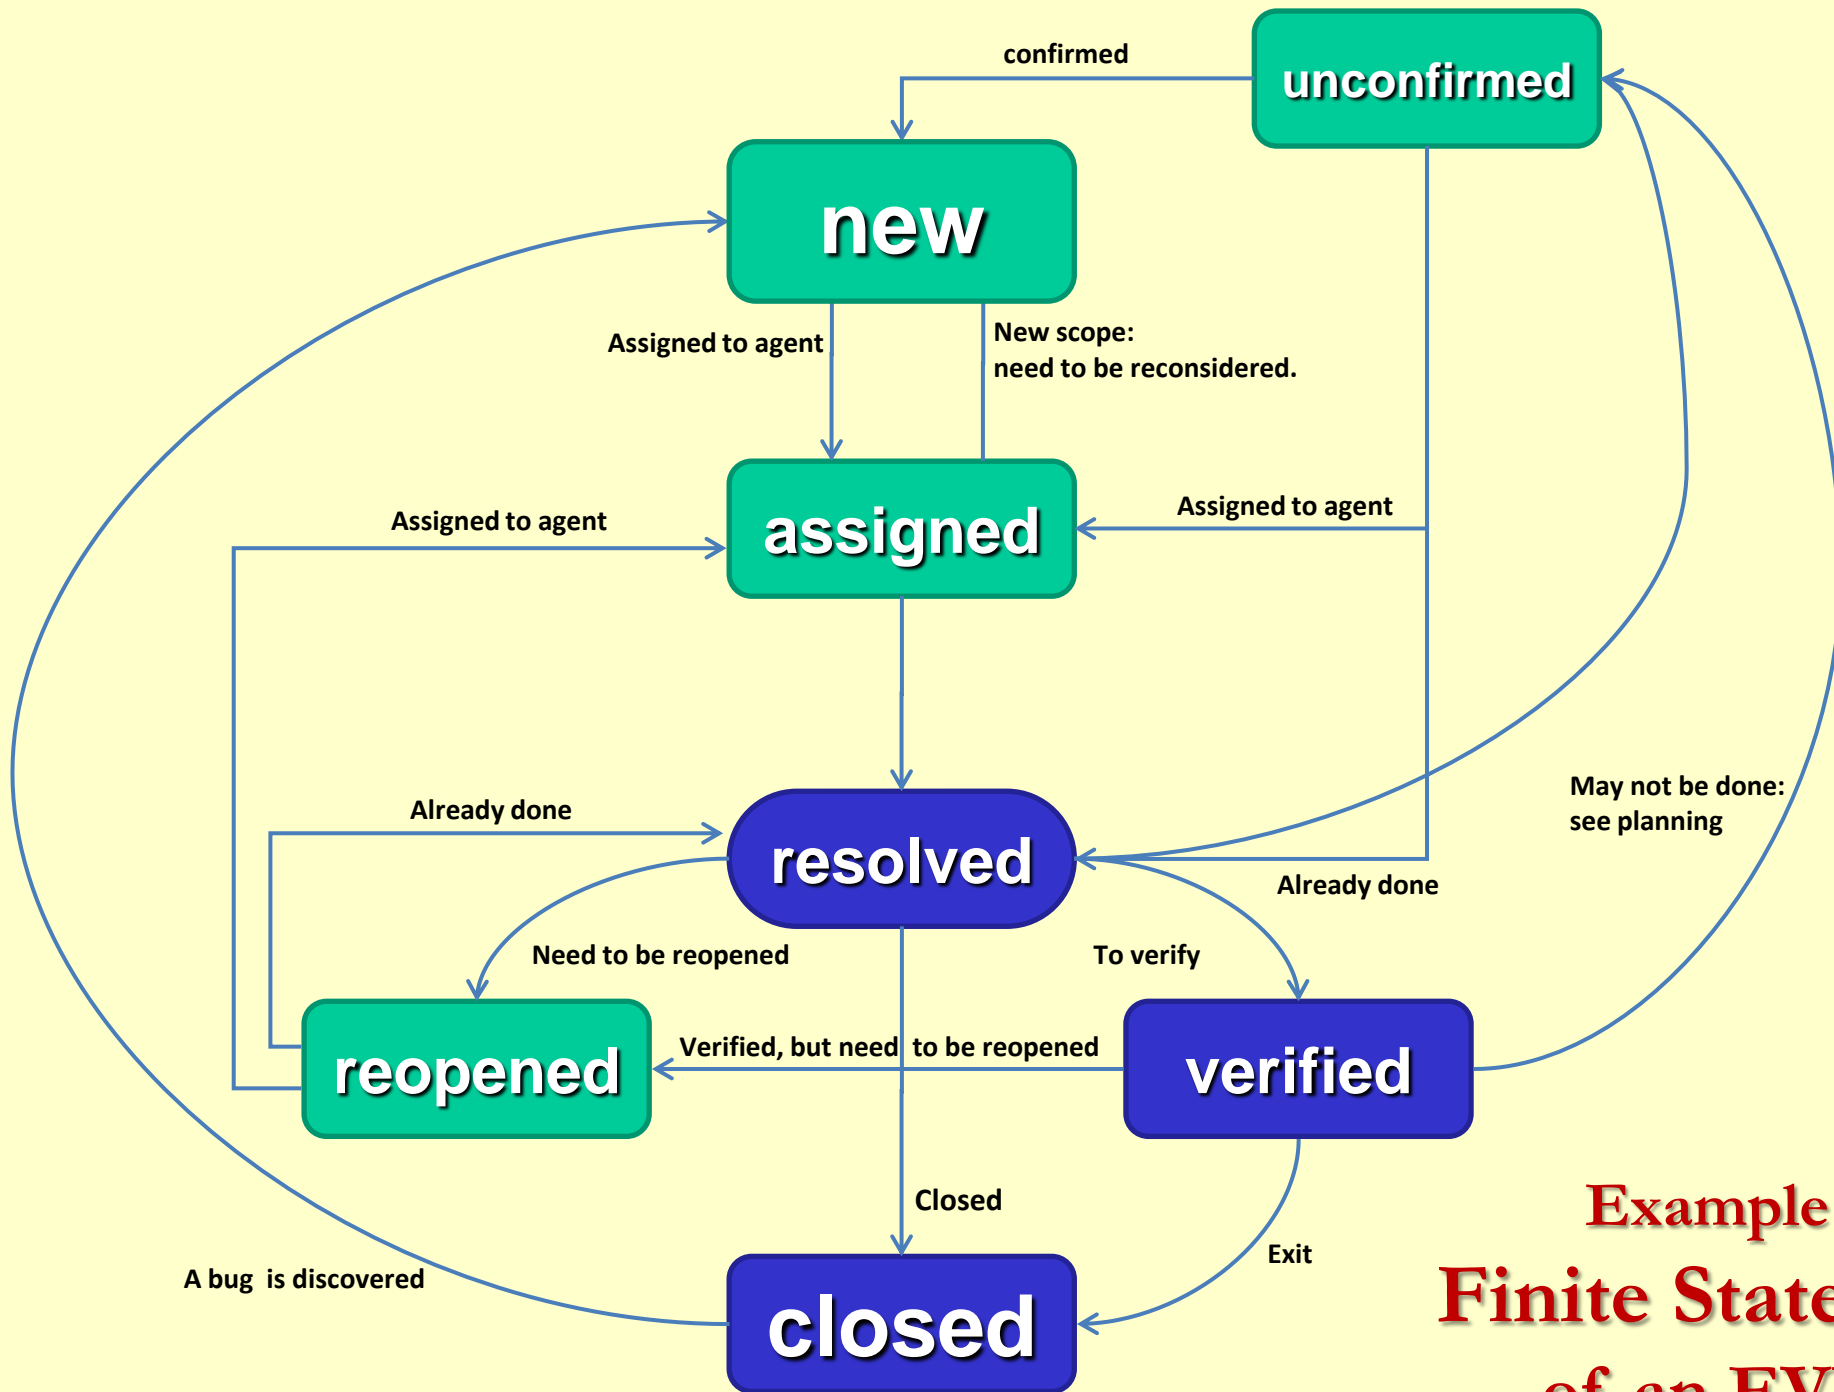 confirmed
unconfirmed
new
Assigned to agent
New scope:
need to be reconsidered.
Assigned to agent
assigned
Assigned to agent
Already done
May not be done:
see planning
resolved
Already done
Need to be reopened
To verify
reopened
Verified, but need to be reopened
verified
Closed
Example
Exit
A bug is discovered
Finite State
closed
of an